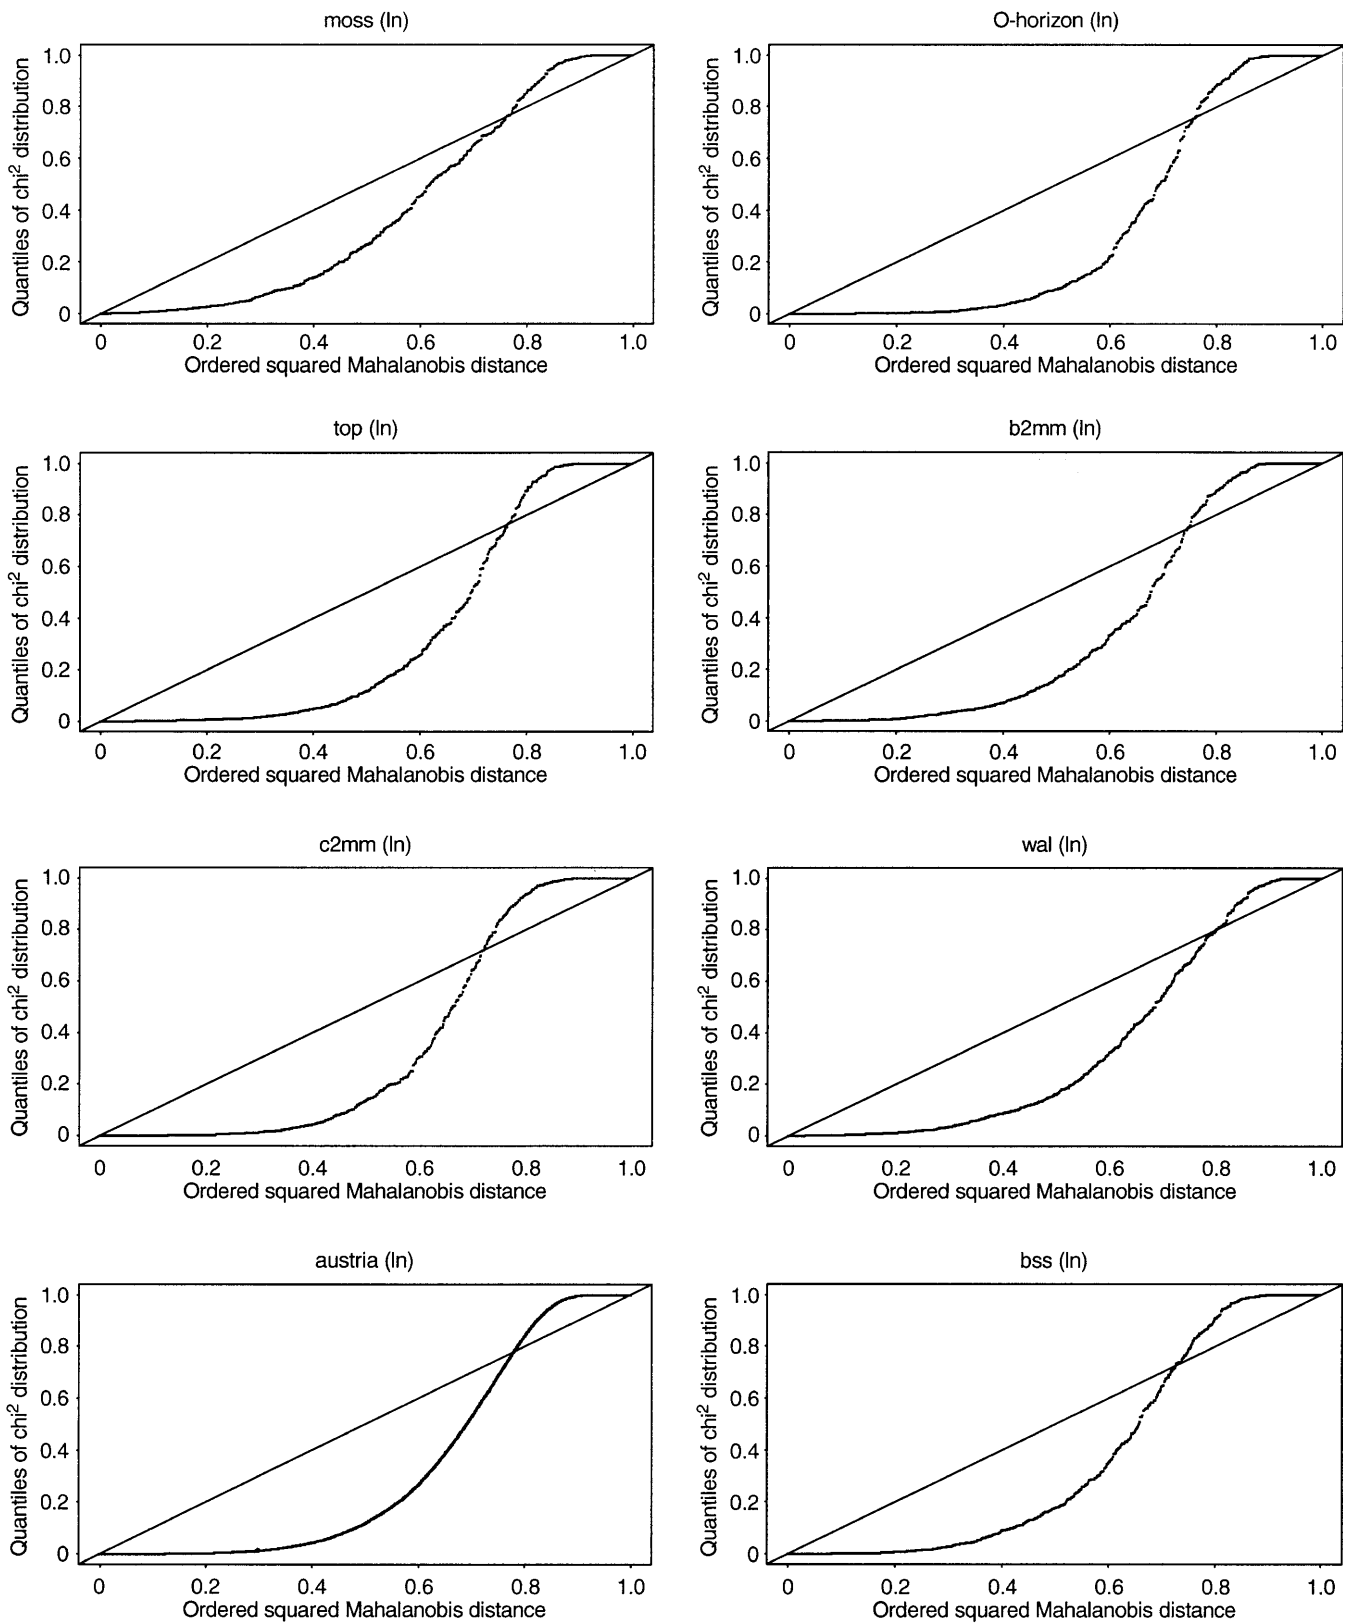 moss (ln)
Quantiles of chi² distribution
1.0
0.8
0.6
0.4
0.2
0
0 0.2 0.4 0.6 0.8 1.0
Ordered squared Mahalanobis distance
O-horizon (ln)
Quantiles of chi² distribution
1.0
0.8
0.6
0.4
0.2
0
0 0.2 0.4 0.6 0.8 1.0
Ordered squared Mahalanobis distance
top (ln)
Quantiles of chi² distribution
1.0
0.8
0.6
0.4
0.2
0
0 0.2 0.4 0.6 0.8 1.0
Ordered squared Mahalanobis distance
b2mm (ln)
Quantiles of chi² distribution
1.0
0.8
0.6
0.4
0.2
0
0 0.2 0.4 0.6 0.8 1.0
Ordered squared Mahalanobis distance
c2mm (ln)
Quantiles of chi² distribution
1.0
0.8
0.6
0.4
0.2
0
0 0.2 0.4 0.6 0.8 1.0
Ordered squared Mahalanobis distance
wal (ln)
Quantiles of chi² distribution
1.0
0.8
0.6
0.4
0.2
0
0 0.2 0.4 0.6 0.8 1.0
Ordered squared Mahalanobis distance
austria (ln)
Quantiles of chi² distribution
1.0
0.8
0.6
0.4
0.2
0
0 0.2 0.4 0.6 0.8 1.0
Ordered squared Mahalanobis distance
bss (ln)
Quantiles of chi² distribution
1.0
0.8
0.6
0.4
0.2
0
0 0.2 0.4 0.6 0.8 1.0
Ordered squared Mahalanobis distance